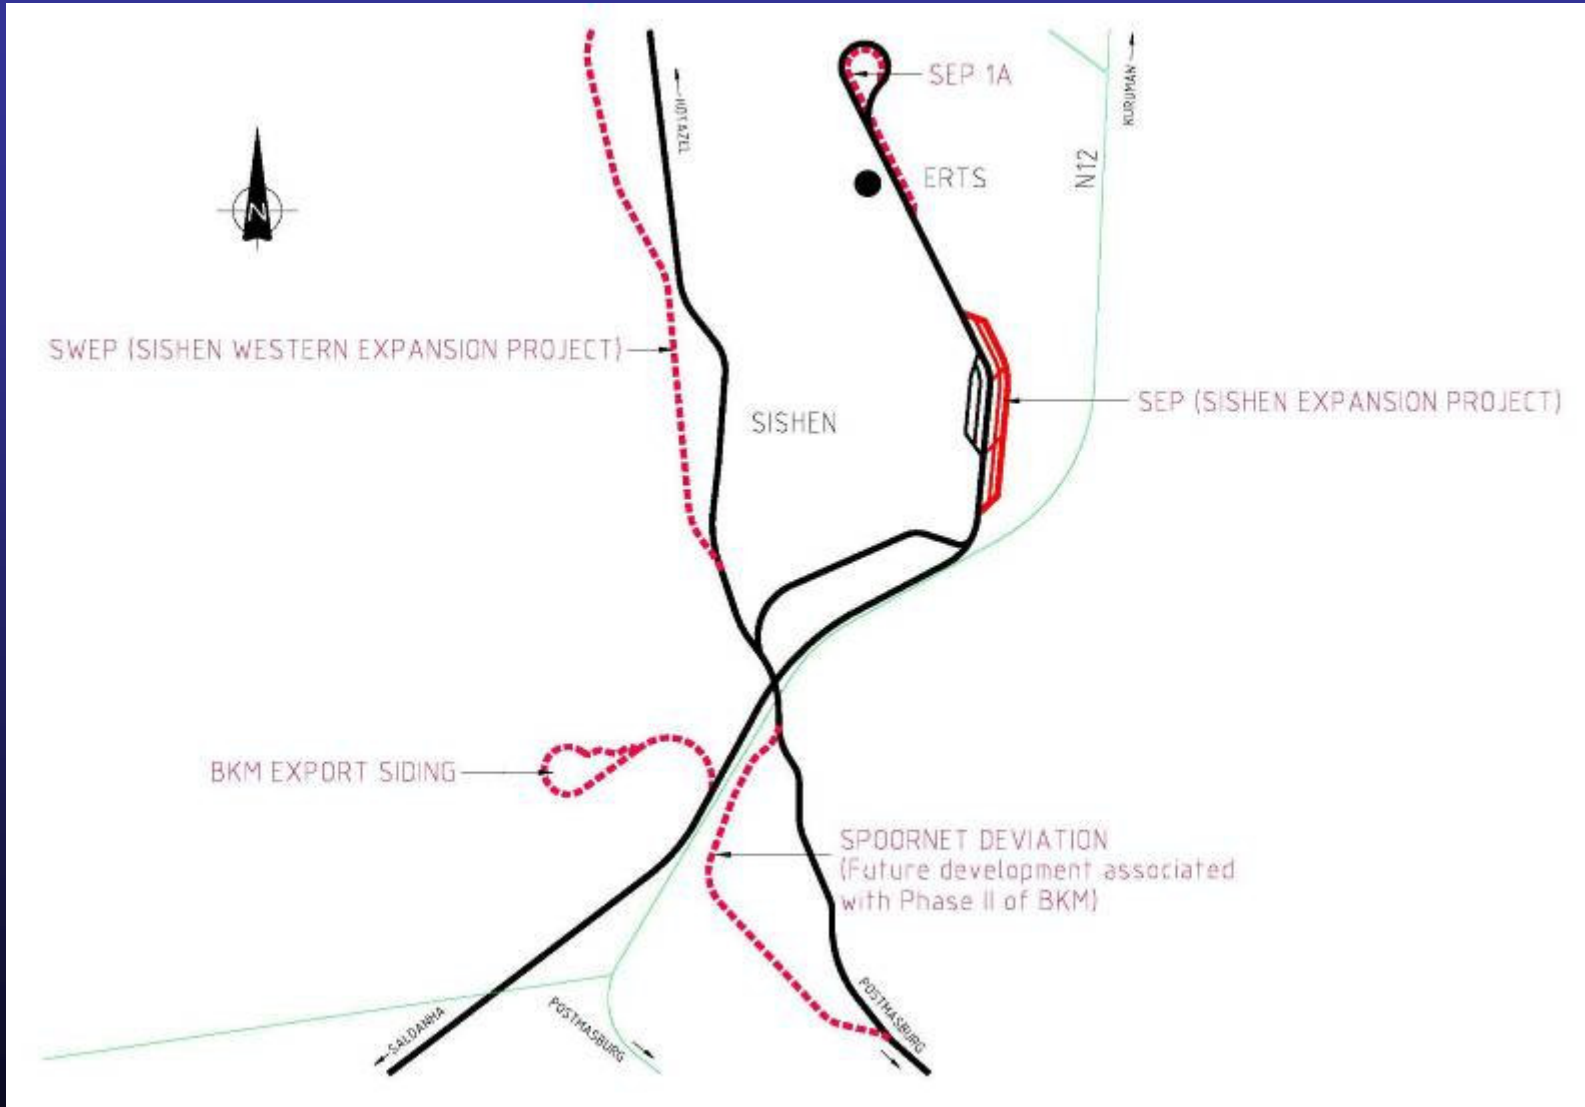 SEP 1A
KURUMAN
HOTAZEL
N12
ERTS
N
SWEP (SISHEN WESTERN EXPANSION PROJECT)
SEP (SISHEN EXPANSION PROJECT)
SISHEN
BKM EXPORT SIDING
SPOORNET DEVIATION
(Future development associated
with Phase II of BKM)
SALDANHA
POSTMASBURG
POSTMASBURG